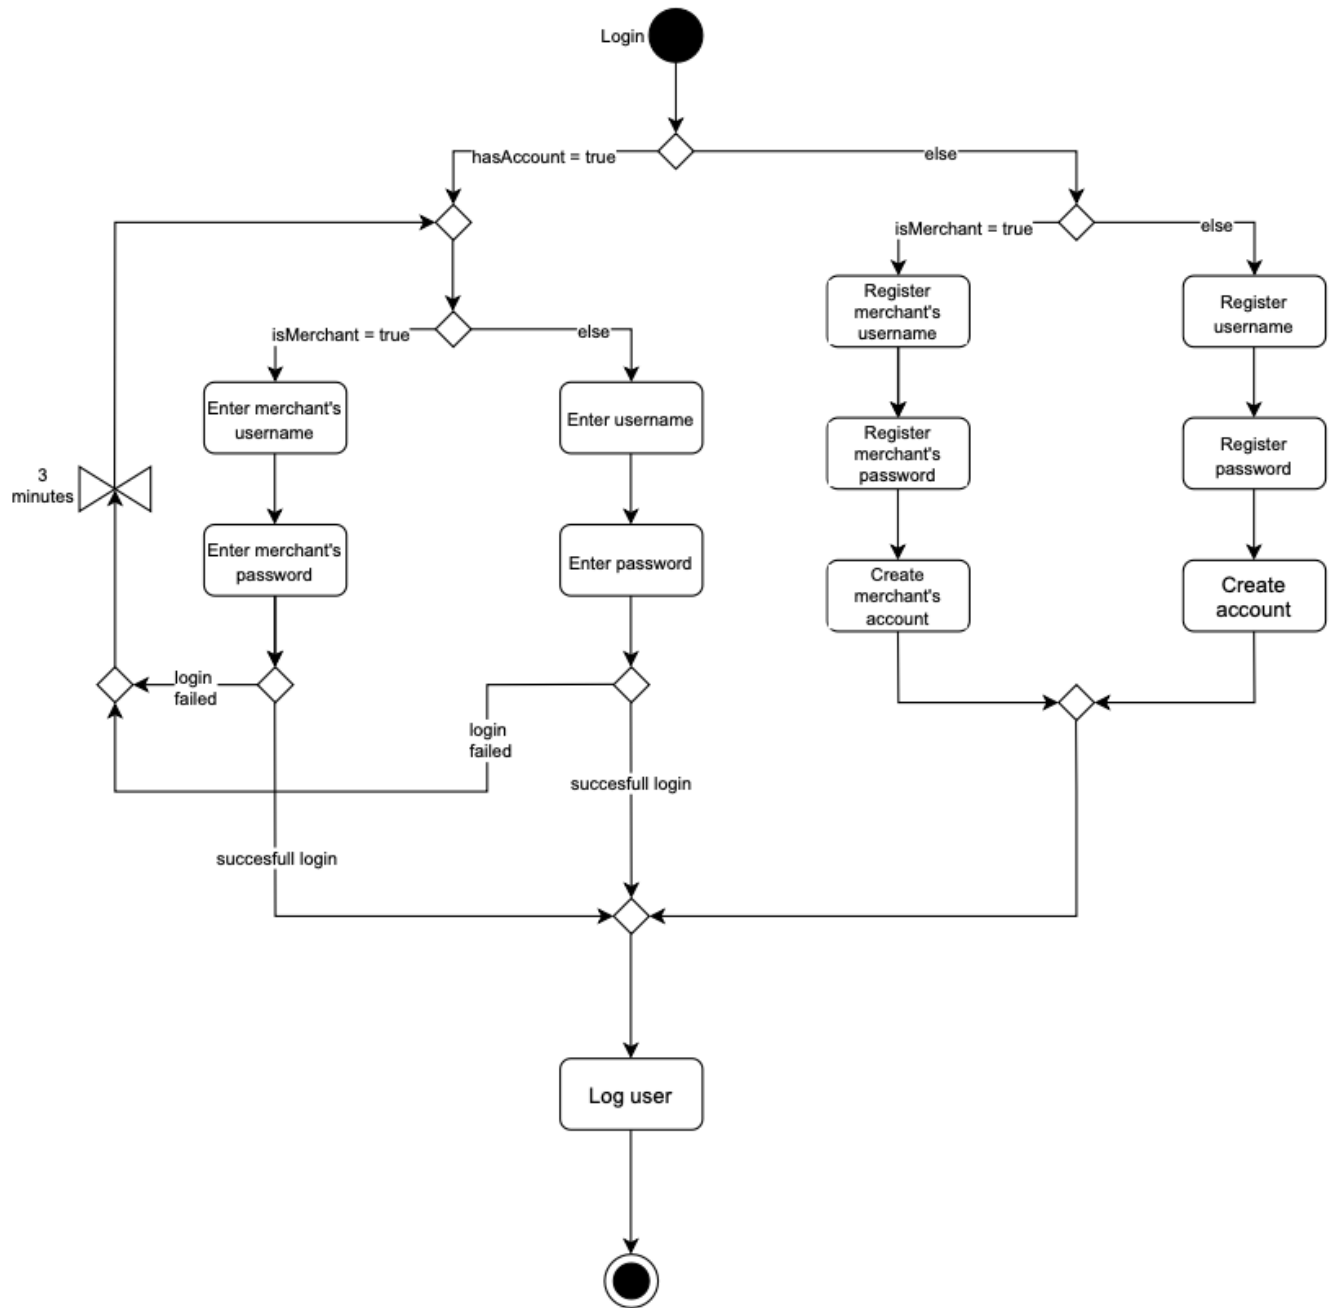 Login
hasAccount = true
else
isMerchant = true
else
Register
merchant's
username
Register
username
isMerchant = true
else
Enter merchant's
username
Enter username
Register
merchant's
password
Register
password
3
minutes
Enter merchant's
password
Enter password
Create
merchant's
account
Create
account
login
failed
login
failed
succesfull login
succesfull login
Log user